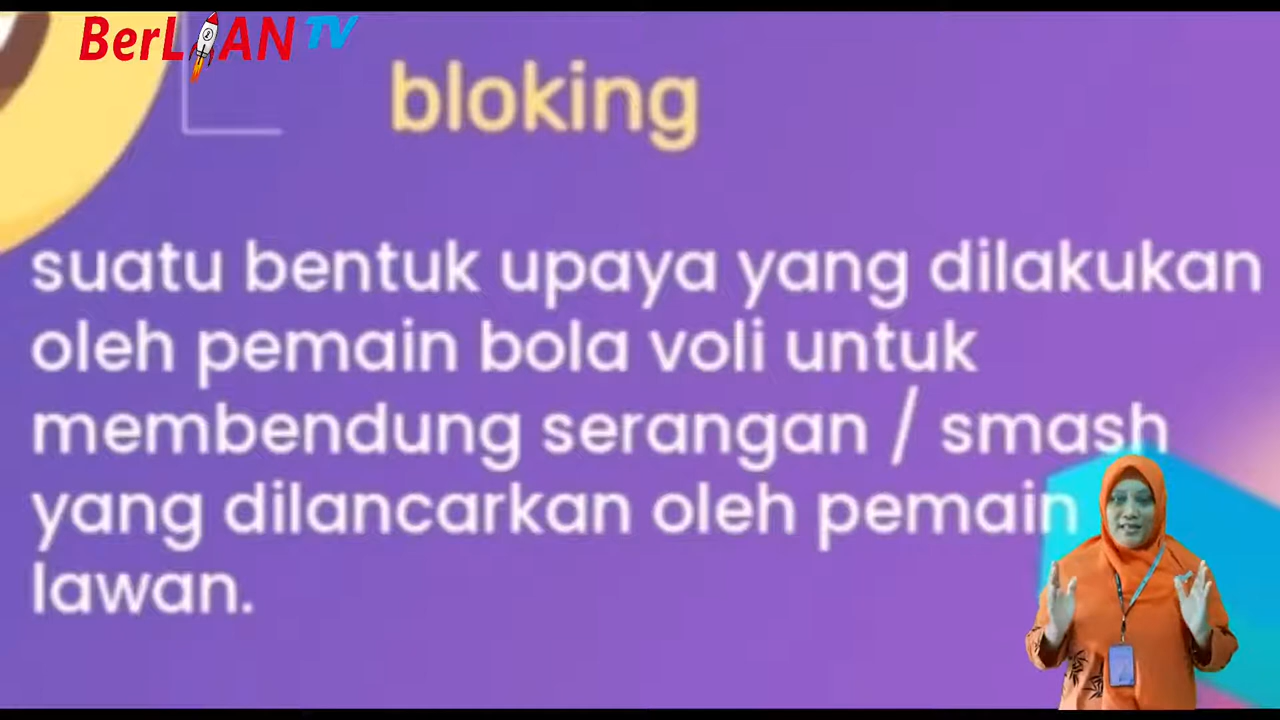 BerLIAN TV
bloking
suatu bentuk upaya yang dilakukan
oleh pemain bola voli untuk
membendung serangan / smash
yang dilancarkan oleh pemain
lawan.